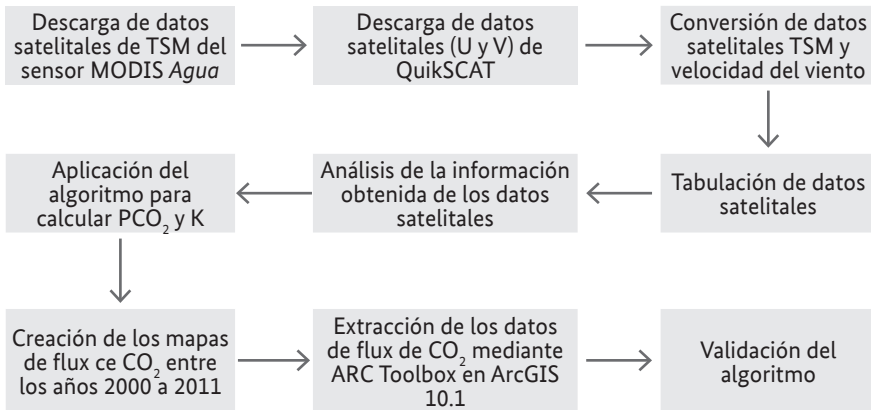 Descarga de datos
satelitales de TSM del
sensor MODIS Agua
Descarga de datos
satelitales (U y V) de
QuikSCAT
Conversión de datos
satelitales TSM y
velocidad del viento
Tabulación de datos
satelitales
Análisis de la información
obtenida de los datos
satelitales
Aplicación del
algoritmo para
calcular PCO₂ y K
Creación de los mapas
de flux ce CO₂ entre
los años 2000 a 2011
Extracción de los datos
de flux de CO₂ mediante
ARC Toolbox en ArcGIS
10.1
Validación del
algoritmo